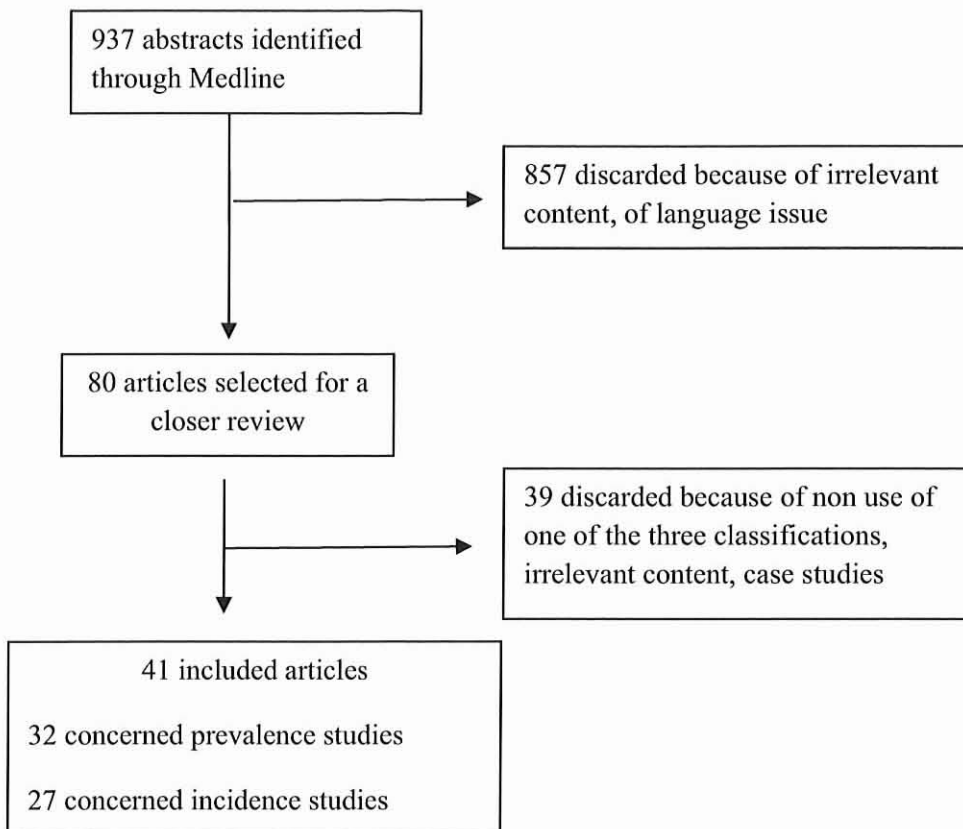 937 abstracts identified
through Medline
857 discarded because of irrelevant
content, of language issue
80 articles selected for a
closer review
39 discarded because of non use of
one of the three classifications,
irrelevant content, case studies
41 included articles
32 concerned prevalence studies
27 concerned incidence studies